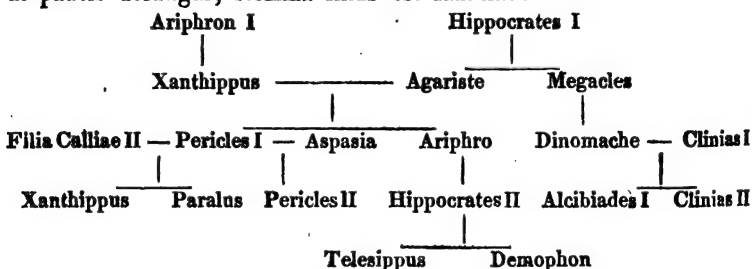 Ariphron I Hippocrates I
Xanthippus Agariste Megacles
Filia Calliae II — Pericles I — Aspasia Ariphro Dinomache — Clinias I
Xanthippus Paralus Pericles II Hippocrates II Alcibiades I Clinias II
Telesippus Demophon